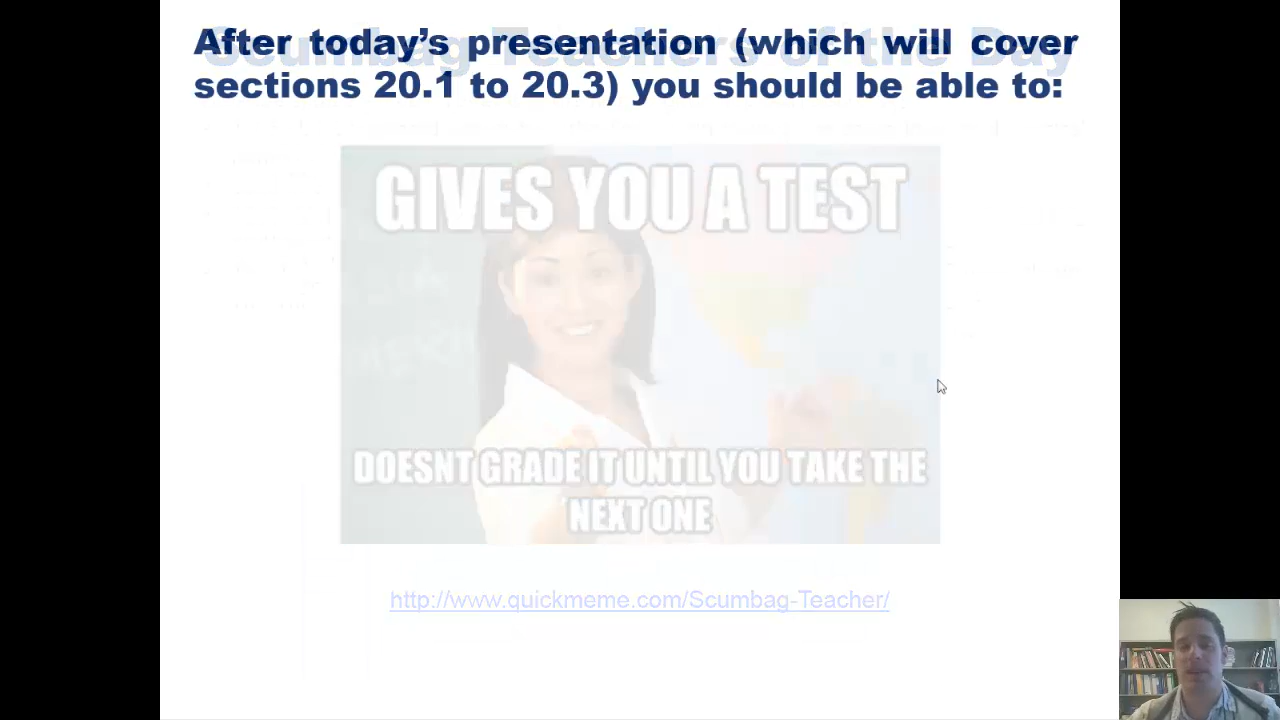 After today's presentation (which will cover
sections 20.1 to 20.3) you should be able to:
Scumbag Teachers of the Day
GIVES YOU A TEST
DOESNT GRADE IT UNTIL YOU TAKE THE
NEXT ONE
http://www.quickmeme.com/Scumbag-Teacher/